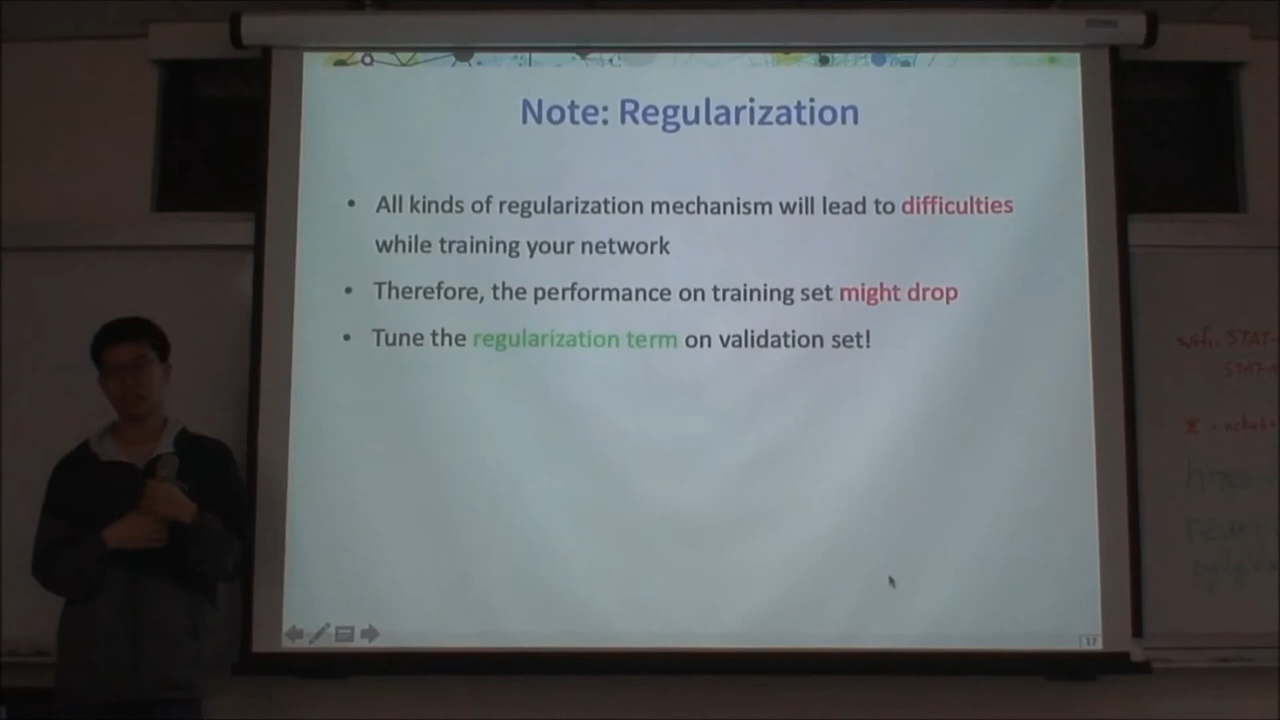 Note: Regularization
• All kinds of regularization mechanism will lead to difficulties
while training your network
• Therefore, the performance on training set might drop
• Tune the regularization term on validation set!
17